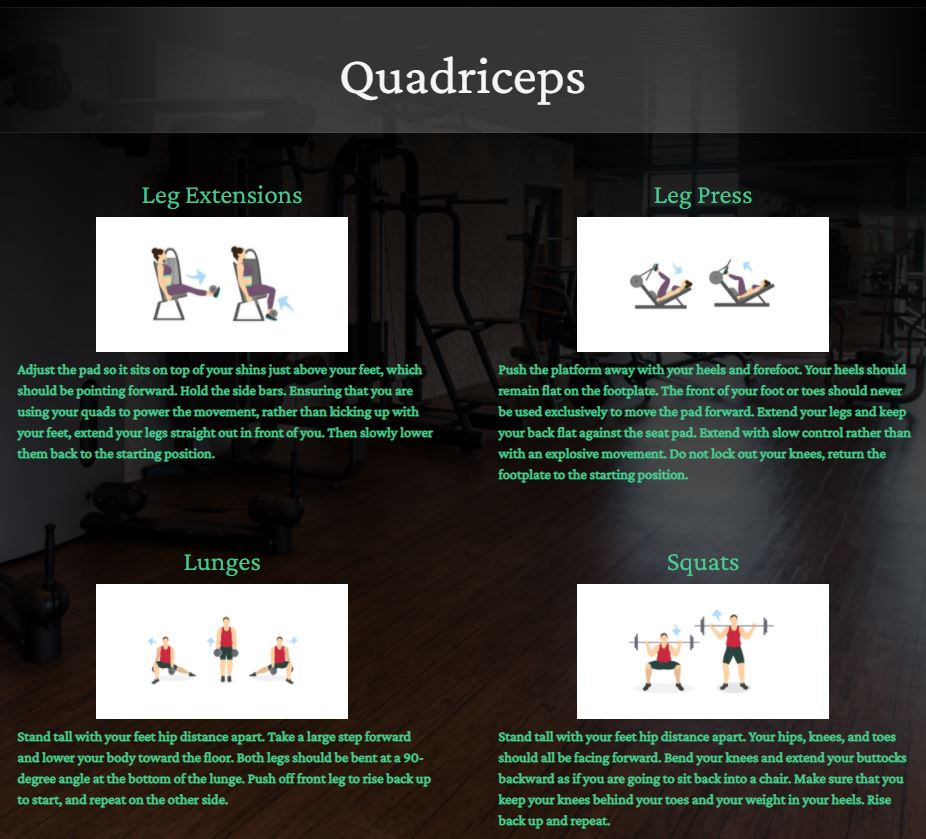 Quadriceps
Leg Extensions
Adjust the pad so it sits on top of your shins just above your feet, which
should be pointing forward. Hold the side bars. Ensuring that you are
using your quads to power the movement, rather than kicking up with
your feet, extend your legs straight out in front of you. Then slowly lower
them back to the starting position.
Leg Press
Push the platform away with your heels and forefoot. Your heels should
remain flat on the footplate. The front of your foot or toes should never
be used exclusively to move the pad forward. Extend your legs and keep
your back flat against the seat pad. Extend with slow control rather than
with an explosive movement. Do not lock out your knees, return the
footplate to the starting position.
Lunges
Stand tall with your feet hip distance apart. Take a large step forward
and lower your body toward the floor. Both legs should be bent at a 90-
degree angle at the bottom of the lunge. Push off front leg to rise back up
to start, and repeat on the other side.
Squats
Stand tall with your feet hip distance apart. Your hips, knees, and toes
should all be facing forward. Bend your knees and extend your buttocks
backward as if you are going to sit back into a chair. Make sure that you
keep your knees behind your toes and your weight in your heels. Rise
back up and repeat.